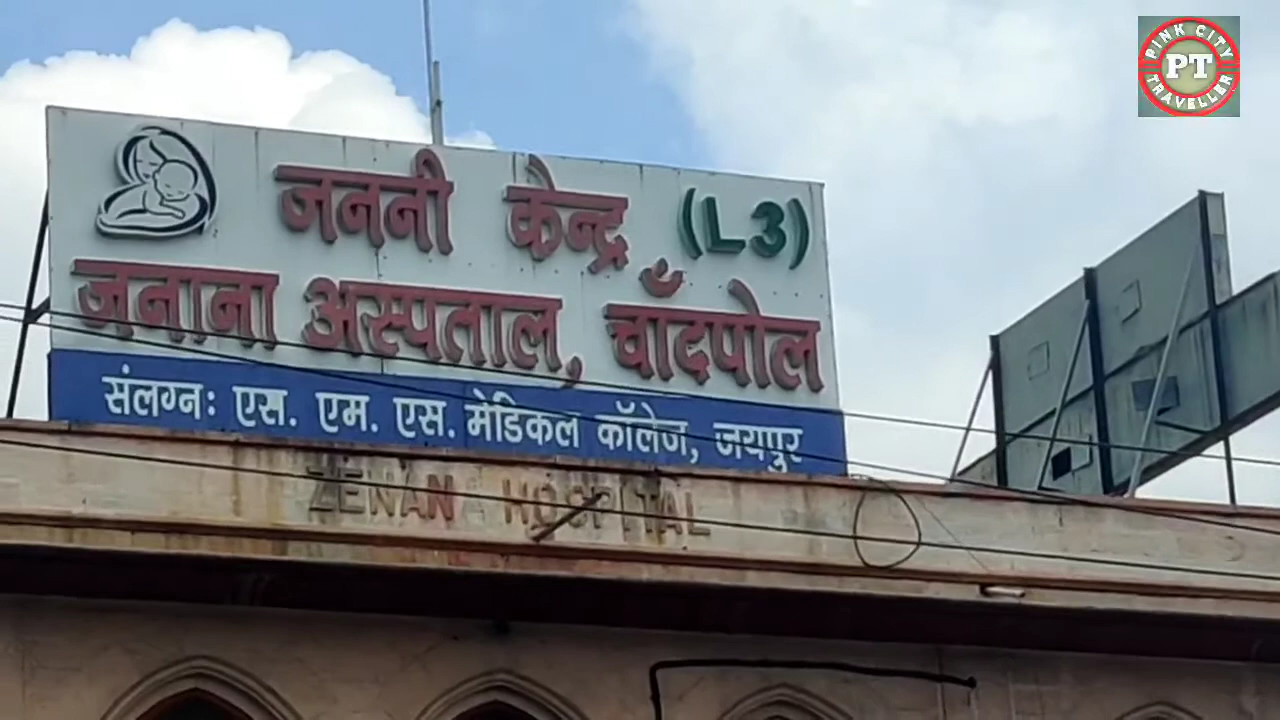 PINK CITY
PT
TRAVELLER
जननी केन्द्र (L3)
जनाना अस्पताल, चाँदपोल
संलग्नः एस. एम. एस. मेडिकल कॉलेज, जयपुर
ZENANA HOSPITAL